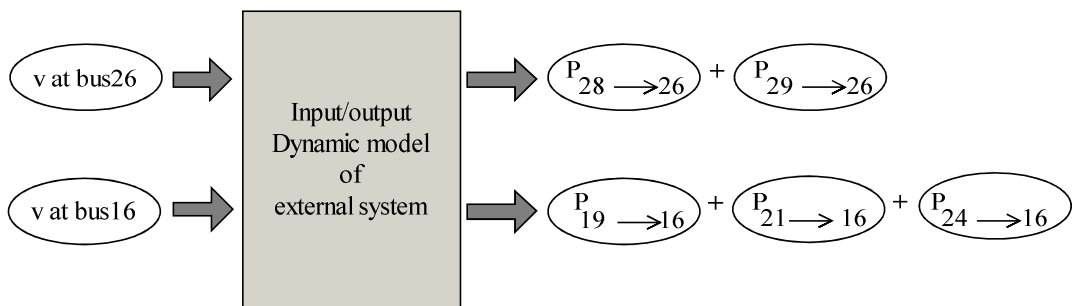 v at bus26
Input/output
Dynamic model
of
external system
P28 → 26 + P29 → 26
v at bus16
P19 → 16 + P21 → 16 + P24 → 16